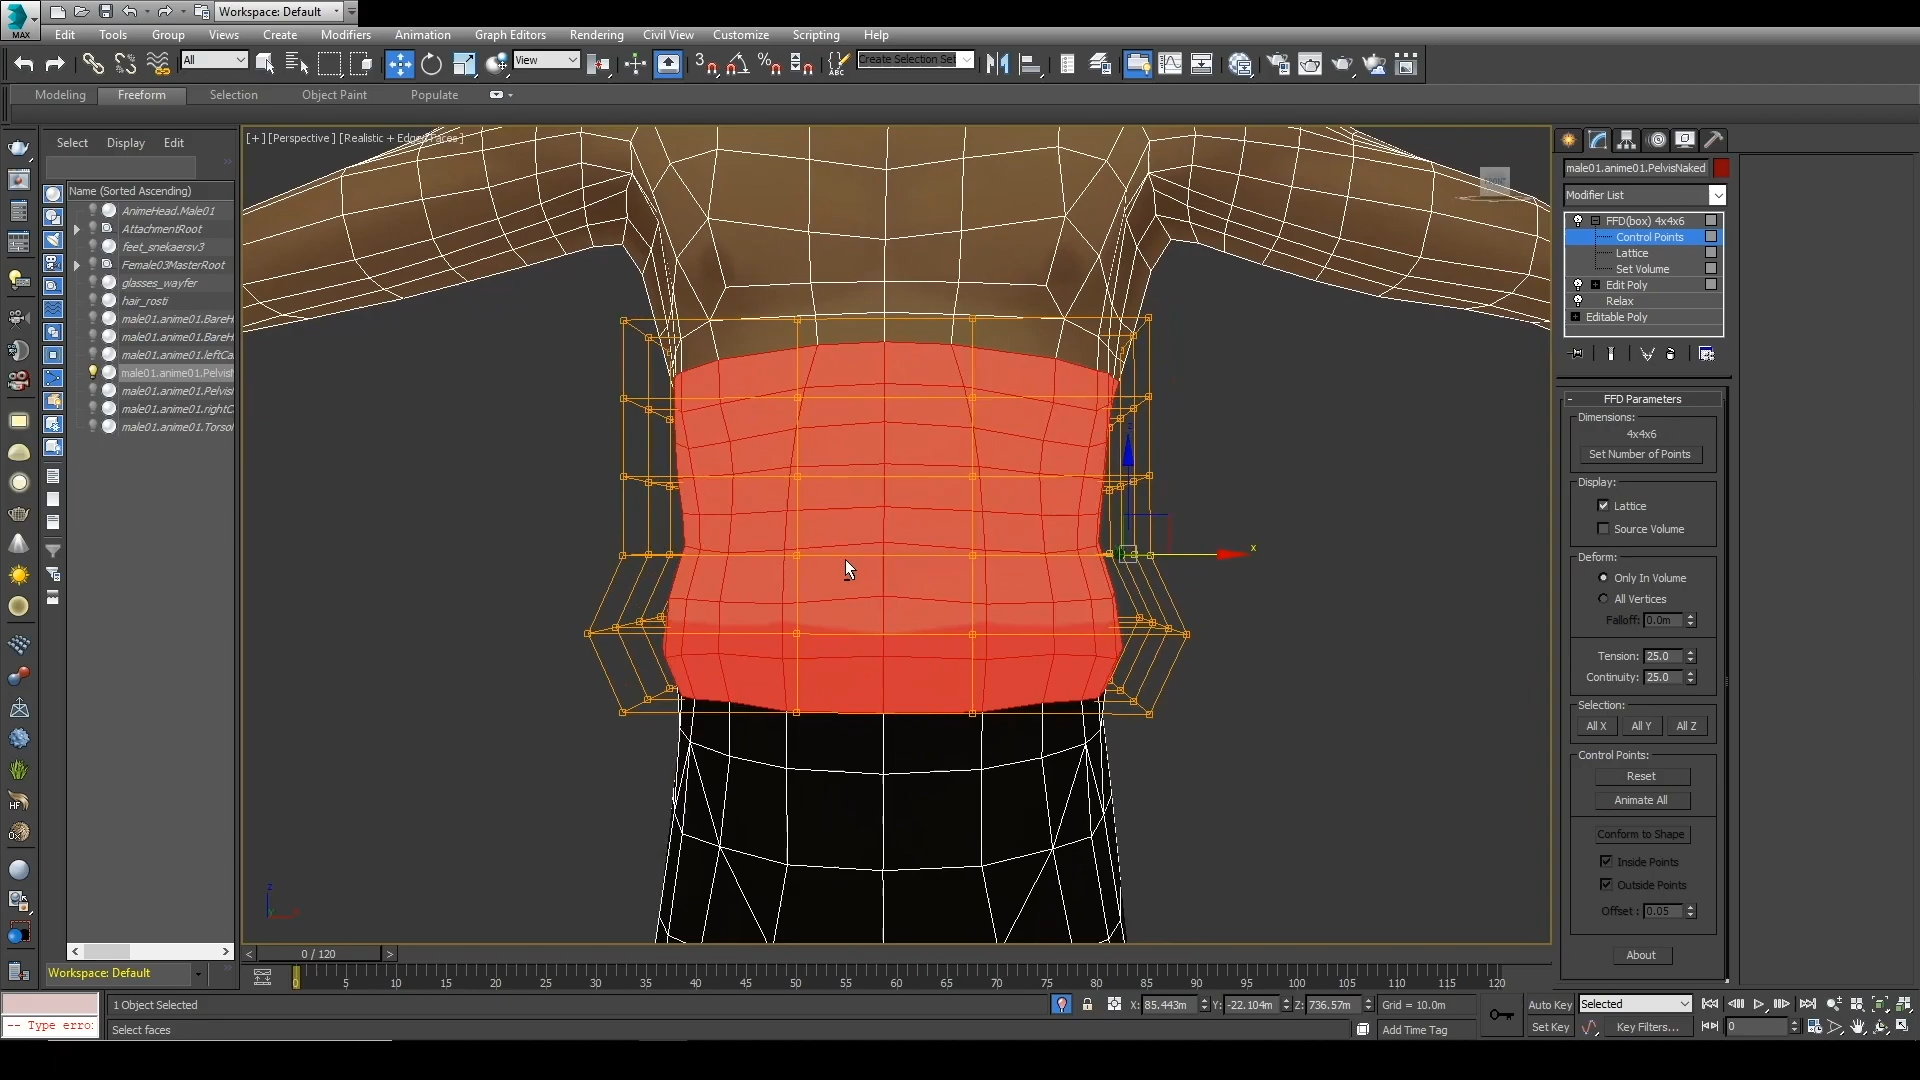 Workspace: Default
MAX
Edit Tools Group Views Create Modifiers Animation Graph Editors Rendering Civil View Customize Scripting Help
All
View
3
ABC
Create Selection Set
Modeling Freeform Selection Object Paint Populate
Select Display Edit
[+] [Perspective] [Realistic + Edged Faces]
Name (Sorted Ascending)
AnimeHead.Male01
AttachmentRoot
feet_snekaersv3
Female03MasterRoot
glasses_wayfer
hair_rosti
male01.anime01.BareH
male01.anime01.BareH
male01.anime01.leftCa
male01.anime01.Pelvis
male01.anime01.Pelvis
male01.anime01.rightC
male01.anime01.Torso
HF
male01.anime01.PelvisNaked
Modifier List
FFD(box) 4x4x6
Control Points
Lattice
Set Volume
Edit Poly
Relax
Editable Poly
- FFD Parameters
Dimensions:
4x4x6
Set Number of Points
Display:
Lattice
Source Volume
Deform:
Only In Volume
All Vertices
Falloff: 0.0m
Tension: 25.0
Continuity: 25.0
Selection:
All X All Y All Z
Control Points:
Reset
Animate All
Conform to Shape
Inside Points
Outside Points
Offset : 0.05
About
x
z
z
< 0 / 120 >
Workspace: Default
0 5 10 15 20 25 30 35 40 45 50 55 60 65 70 75 80 85 90 95 100 105 110 115 120
1 Object Selected
X: 85.443m Y: -22.104m Z: 736.57m Grid = 10.0m
Auto Key Selected
-- Type erro:
Select faces
Add Time Tag
Set Key Key Filters... 0